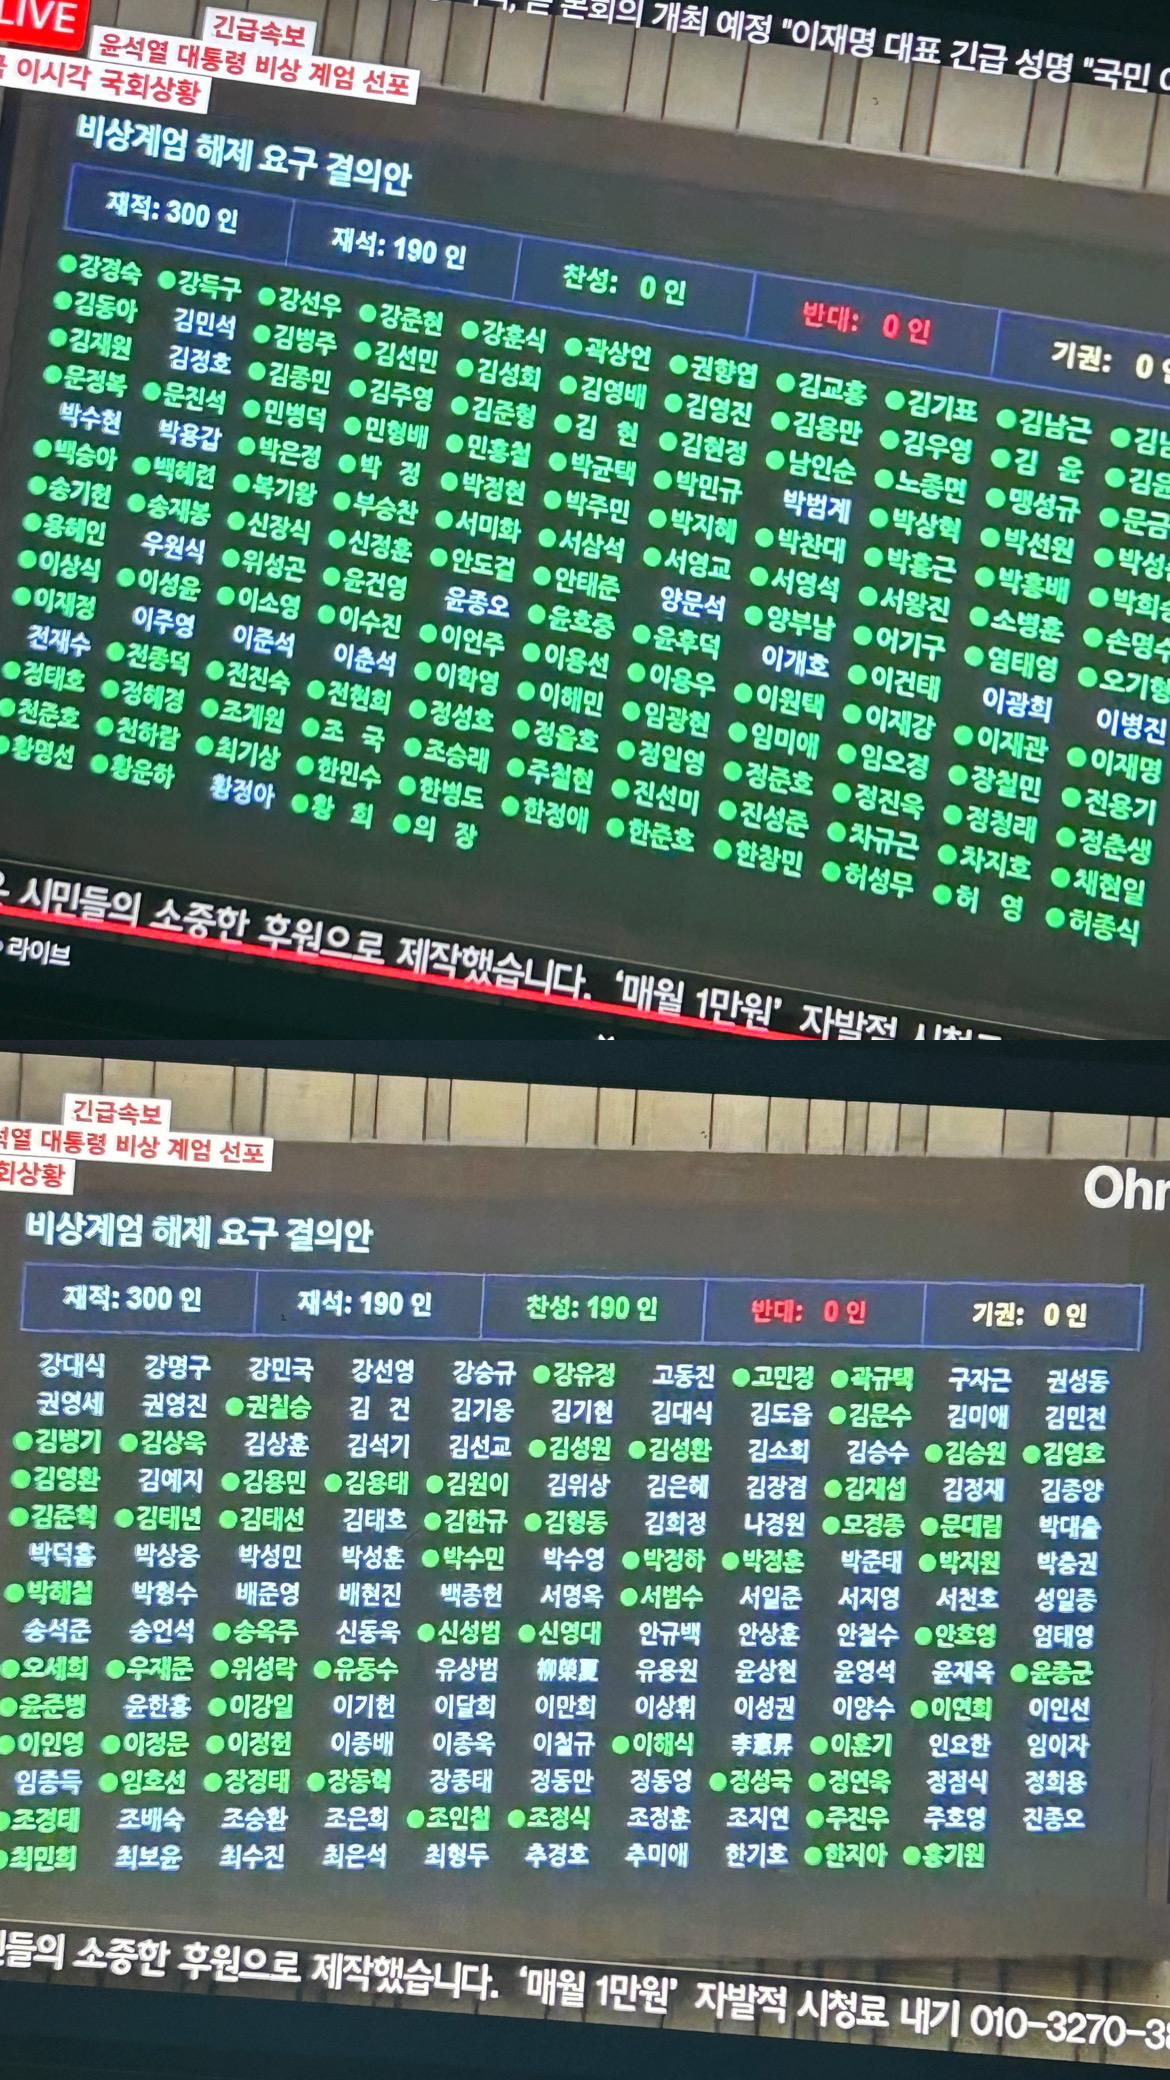 LIVE
본회의 개최 예정 "이재명 대표 긴급 성명 "국민
긴급속보
윤석열 대통령 비상 계엄 선포
이시각 국회상황
비상계엄 해제 요구 결의안
재적: 300 인 재석: 190 인 찬성: 0 인 반대: 0 인 기권: 0
강경숙 강득구 강선우 강준현 강훈식 곽상언 권향엽 김교흥 김기표 김남근
김동아 김민석 김병주 김선민 김성회 김영배 김영진 김용만 김우영 김 윤
김재원 김정호 김종민 김주영 김준형 김 현 김현정 남인순 노종면 맹성규 문금
문정복 문진석 민병덕 민형배 민홍철 박균택 박민규 박범계 박상혁 박선원 박성
박수현 박용갑 박은정 박 정 박정현 박주민 박지혜 박찬대 박홍근 박홍배 박희
백승아 백혜련 복기왕 부승찬 서미화 서삼석 서영교 서영석 서왕진 소병훈 손명
송기헌 송재봉 신장식 신정훈 안도걸 안태준 양문석 양부남 어기구 염태영 오기
용혜인 우원식 위성곤 윤건영 윤종오 윤호중 윤후덕 이개호 이건태 이광희 이병진
이상식 이성윤 이소영 이수진 이언주 이용선 이용우 이원택 이재강 이재관 이재명
이재정 이주영 이준석 이춘석 이학영 이해민 임광현 임미애 임오경 장철민 전용기
전재수 전종덕 전진숙 전현희 정성호 정을호 정일영 정준호 정진욱 정청래 정춘생
정태호 정혜경 조계원 조 국 조승래 주철현 진선미 진성준 차규근 차지호 채현일
천준호 천하람 최기상 한민수 한병도 한정애 한준호 한창민 허성무 허 영 허종식
황명선 황운하 황정아 황 희 의 장
시민들의 소중한 후원으로 제작했습니다. '매월 1만원' 자발적
라이브
긴급속보
석열 대통령 비상 계엄 선포
회상황
Ohm
비상계엄 해제 요구 결의안
재적: 300 인 재석: 190 인 찬성: 190 인 반대: 0 인 기권: 0 인
강대식 강명구 강민국 강선영 강승규 강유정 고동진 고민정 곽규택 구자근 권성동
권영세 권영진 권칠승 김 건 김기웅 김기현 김대식 김도읍 김문수 김미애 김민전
김병기 김상욱 김상훈 김석기 김선교 김성원 김성환 김소희 김승수 김승원 김영호
김영환 김예지 김용민 김용태 김원이 김위상 김은혜 김장겸 김재섭 김정재 김종양
김준혁 김태년 김태선 김태호 김한규 김형동 김희정 나경원 모경종 문대림 박대출
박덕흠 박상웅 박성민 박성훈 박수민 박수영 박정하 박정훈 박준태 박지원 박충권
박해철 박형수 배준영 배현진 백종헌 서명옥 서범수 서일준 서지영 서천호 성일종
송석준 송언석 송옥주 신동욱 신성범 신영대 안규백 안상훈 안철수 안호영 엄태영
오세희 우재준 위성락 유동수 유상범 柳榮夏 유용원 윤상현 윤영석 윤재옥 윤종군
윤준병 윤한홍 이강일 이기헌 이달희 이만희 이상휘 이성권 이양수 이연희 이인선
이인영 이정문 이정헌 이종배 이종욱 이철규 이해식 李憲昇 이훈기 인요한 임이자
임종득 임호선 장경태 장동혁 장종태 정동만 정동영 정성국 정연욱 정점식 정희용
조경태 조배숙 조승환 조은희 조인철 조정식 조정훈 조지연 주진우 주호영 진종오
최민희 최보윤 최수진 최은석 최형두 추경호 추미애 한기호 한지아 홍기원
민들의 소중한 후원으로 제작했습니다. '매월 1만원' 자발적 시청료 내기 010-3270-3